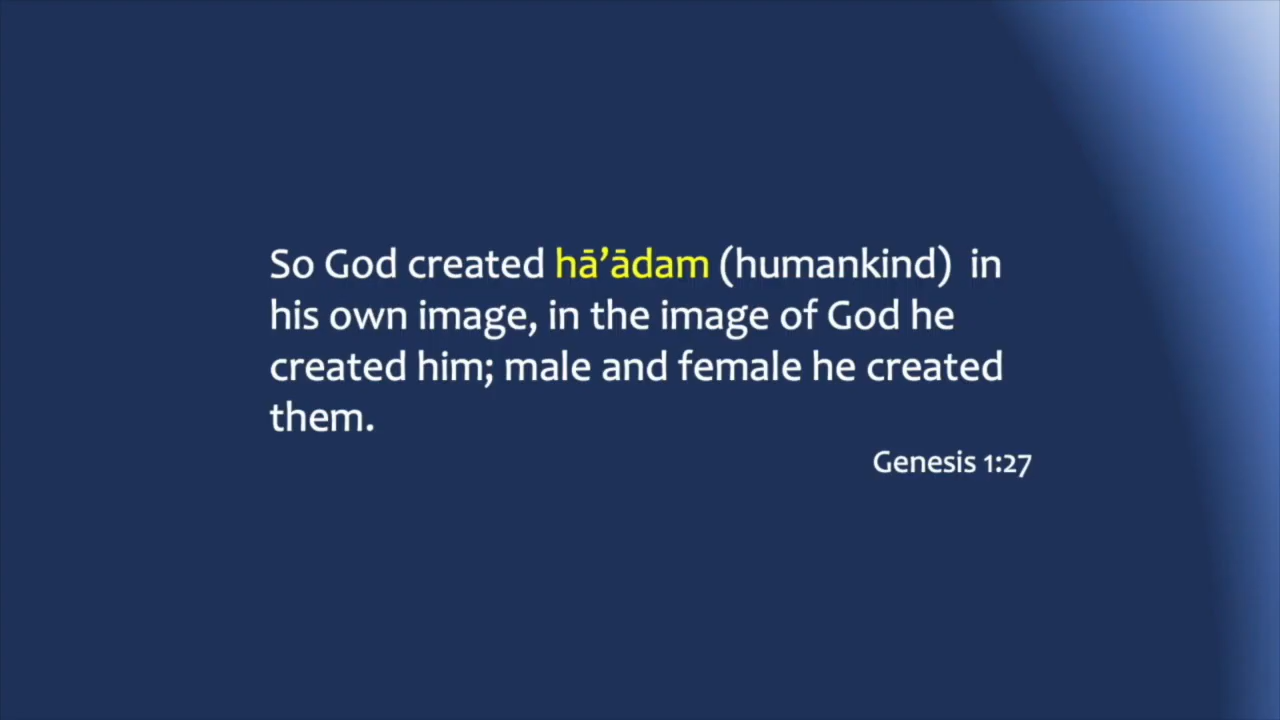 So God created hā’ādam (humankind) in
his own image, in the image of God he
created him; male and female he created
them.
Genesis 1:27